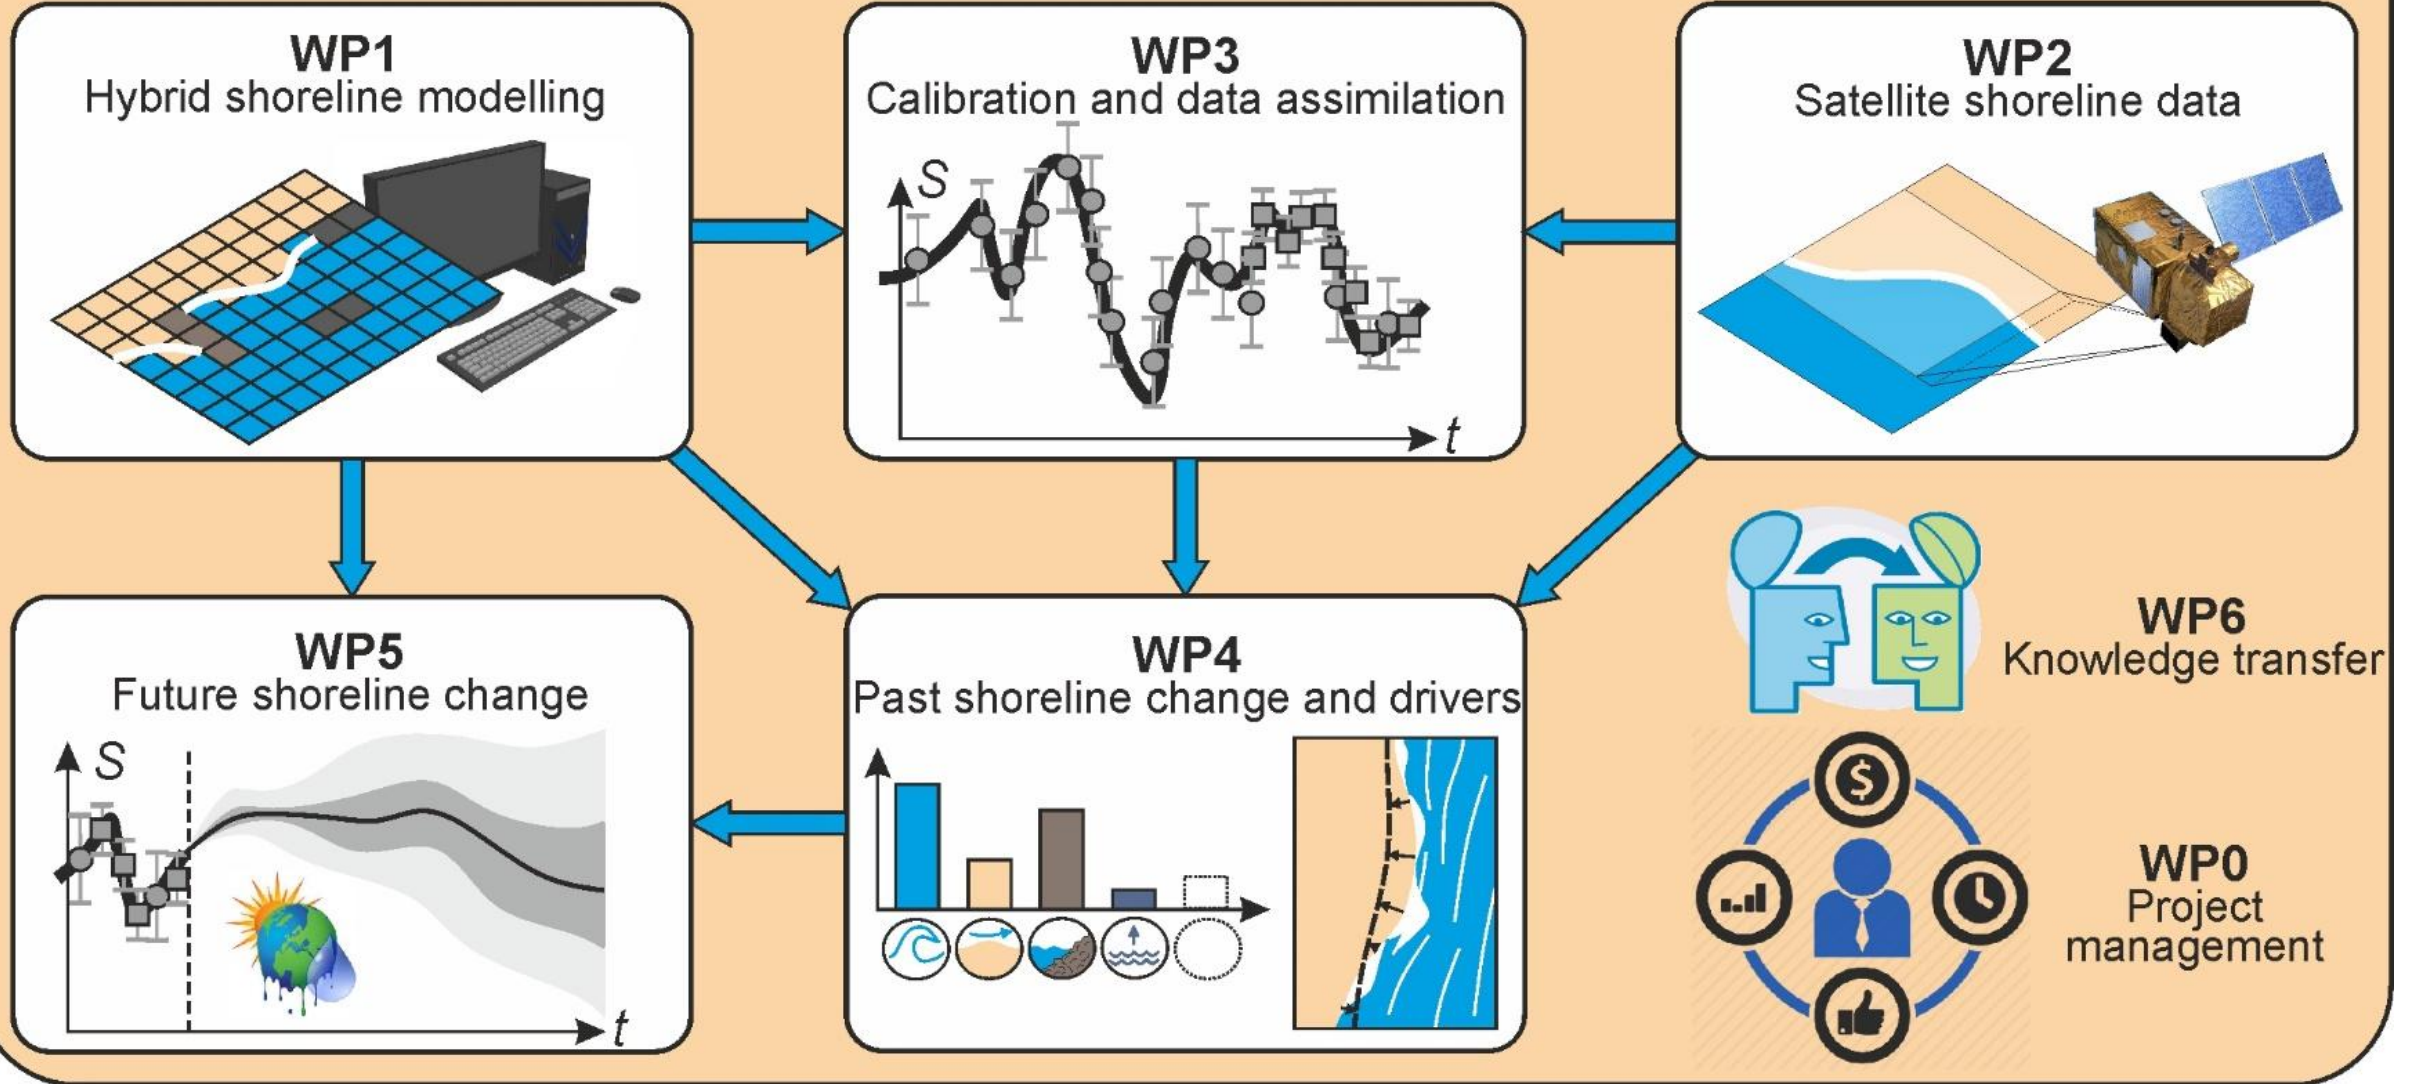 WP1
Hybrid shoreline modelling
WP3
Calibration and data assimilation
S
t
WP2
Satellite shoreline data
WP5
Future shoreline change
S
t
WP4
Past shoreline change and drivers
WP6
Knowledge transfer
$
WP0
Project
management